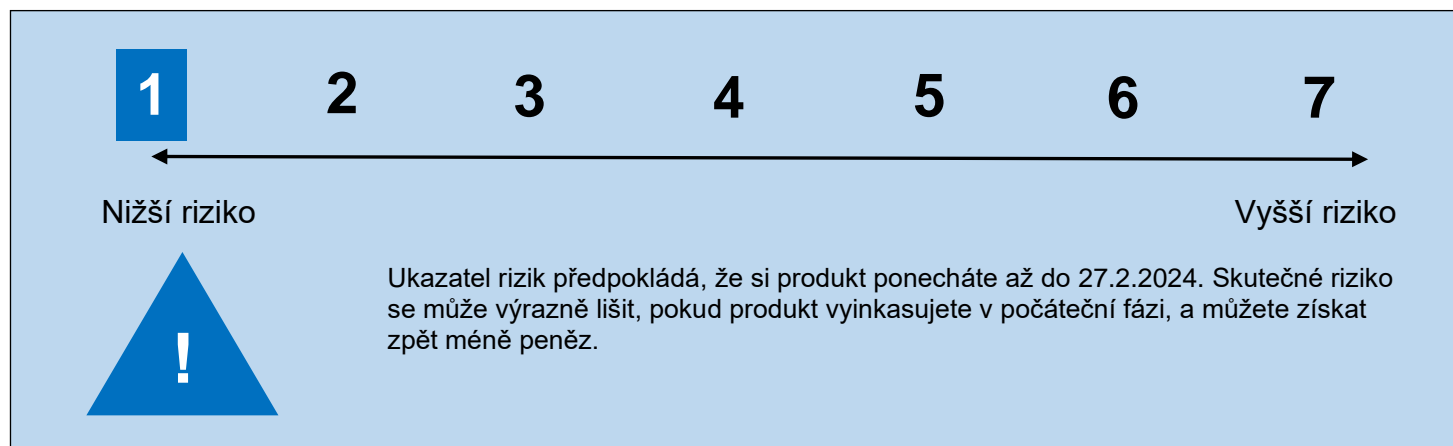 1 2 3 4 5 6 7
Nižší riziko Vyšší riziko
Ukazatel rizik předpokládá, že si produkt ponecháte až do 27.2.2024. Skutečné riziko
se může výrazně lišit, pokud produkt vyinkasujete v počáteční fázi, a můžete získat
zpět méně peněz.
!